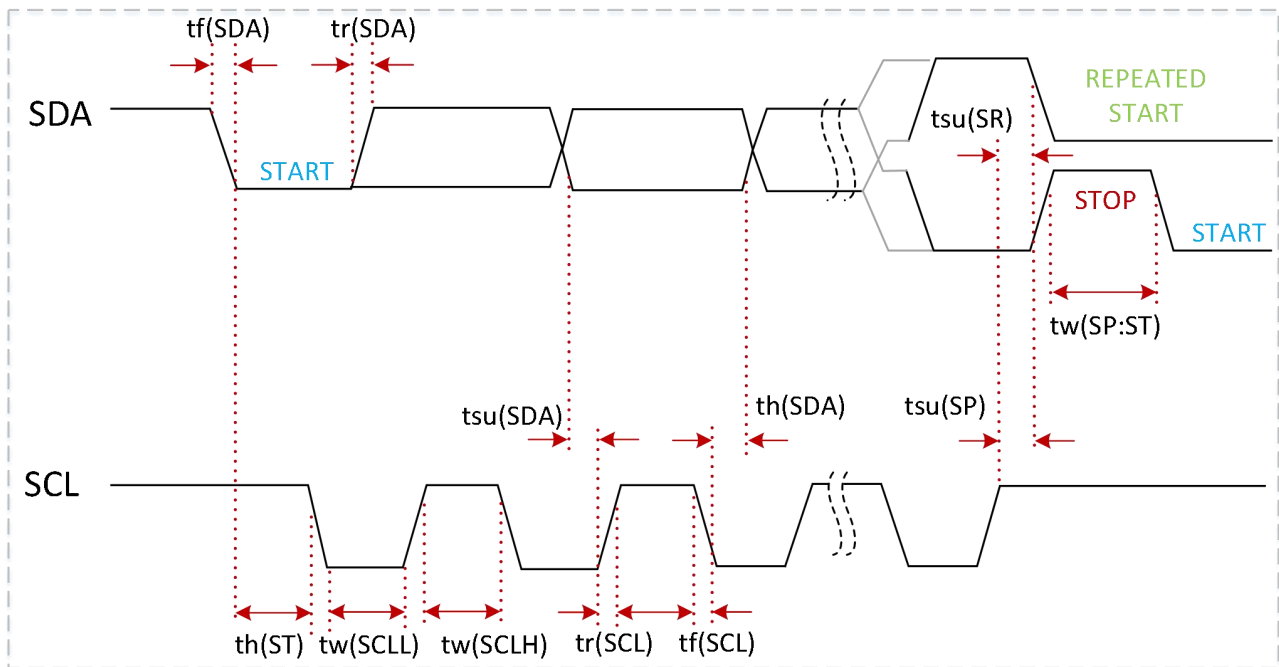 tf(SDA)
tr(SDA)
SDA
START
tsu(SR)
REPEATED
START
STOP
START
tw(SP:ST)
tsu(SDA)
th(SDA)
tsu(SP)
SCL
th(ST)
tw(SCLL)
tw(SCLH)
tr(SCL)
tf(SCL)